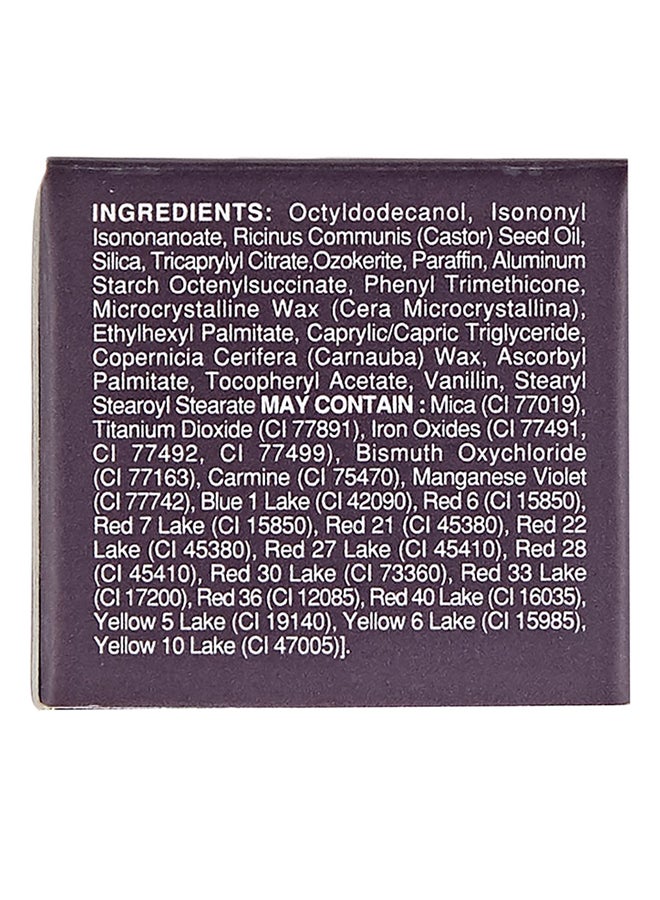 INGREDIENTS: Octyldodecanol, Isononyl
Isononanoate, Ricinus Communis (Castor) Seed Oil,
Silica, Tricaprylyl Citrate,Ozokerite, Paraffin, Aluminum
Starch Octenylsuccinate, Phenyl Trimethicone,
Microcrystalline Wax (Cera Microcrystallina),
Ethylhexyl Palmitate, Caprylic/Capric Triglyceride,
Copernicia Cerifera (Carnauba) Wax, Ascorbyl
Palmitate, Tocopheryl Acetate, Vanillin, Stearyl
Stearoyl Stearate MAY CONTAIN : Mica (CI 77019),
Titanium Dioxide (CI 77891), Iron Oxides (CI 77491,
CI 77492, CI 77499), Bismuth Oxychloride
(CI 77163), Carmine (CI 75470), Manganese Violet
(CI 77742), Blue 1 Lake (CI 42090), Red 6 (CI 15850),
Red 7 Lake (CI 15850), Red 21 (CI 45380), Red 22
Lake (CI 45380), Red 27 Lake (CI 45410), Red 28
(CI 45410), Red 30 Lake (CI 73360), Red 33 Lake
(CI 17200), Red 36 (CI 12085), Red 40 Lake (CI 16035),
Yellow 5 Lake (CI 19140), Yellow 6 Lake (CI 15985),
Yellow 10 Lake (CI 47005)].